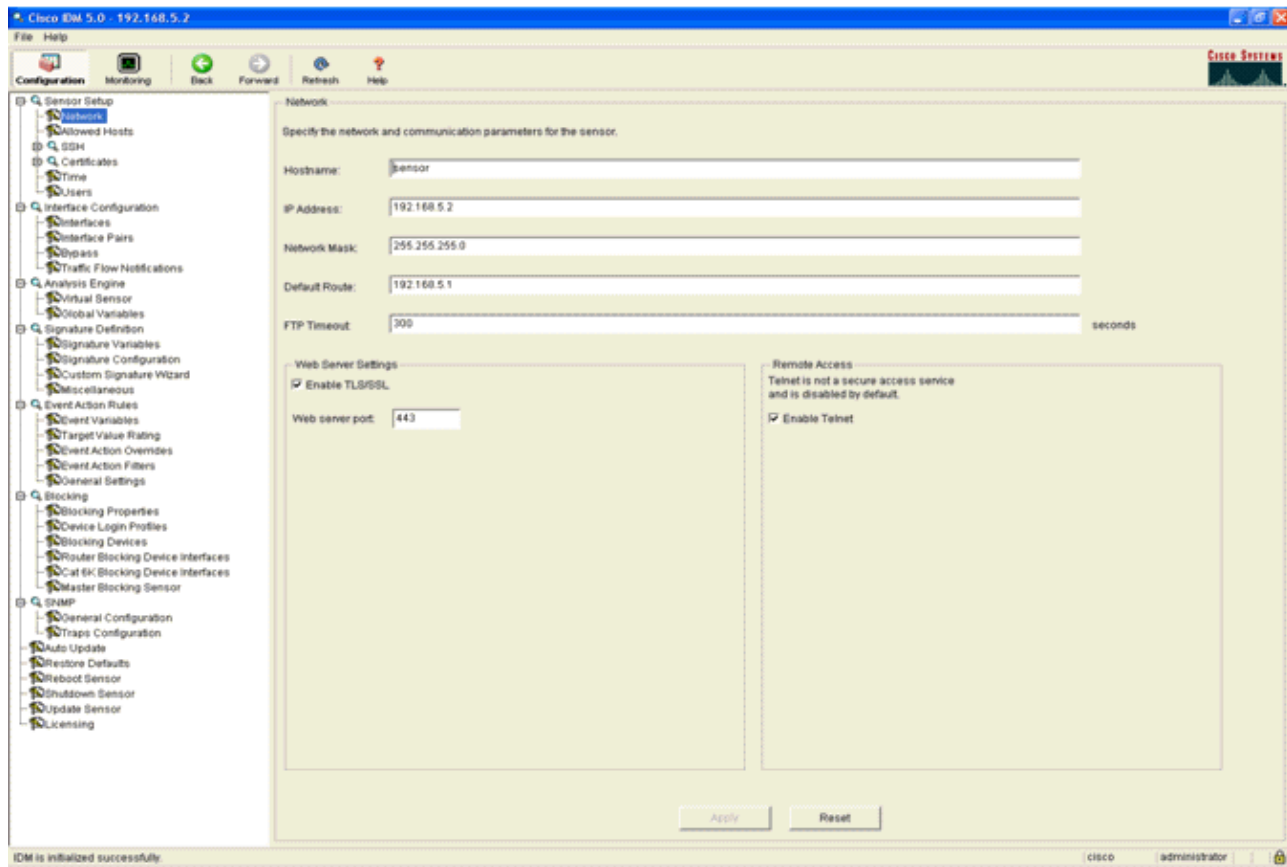 Cisco IDM 5.0 - 192.168.5.2
File Help
Configuration Monitoring Back Forward Refresh Help
CISCO SYSTEMS
Sensor Setup
Network
Allowed Hosts
SSH
Certificates
Time
Users
Interface Configuration
Interfaces
Interface Pairs
Bypass
Traffic Flow Notifications
Analysis Engine
Virtual Sensor
Global Variables
Signature Definition
Signature Variables
Signature Configuration
Custom Signature Wizard
Miscellaneous
Event Action Rules
Event Variables
Target Value Rating
Event Action Overrides
Event Action Filters
General Settings
Blocking
Blocking Properties
Device Login Profiles
Blocking Devices
Router Blocking Device Interfaces
Cat 6K Blocking Device Interfaces
Master Blocking Sensor
SNMP
General Configuration
Traps Configuration
Auto Update
Restore Defaults
Reboot Sensor
Shutdown Sensor
Update Sensor
Licensing
Network
Specify the network and communication parameters for the sensor.
Hostname: sensor
IP Address: 192.168.5.2
Network Mask: 255.255.255.0
Default Route: 192.168.5.1
FTP Timeout: 300 seconds
Web Server Settings
Enable TLS/SSL
Web server port: 443
Remote Access
Telnet is not a secure access service
and is disabled by default.
Enable Telnet
Apply Reset
IDM is initialized successfully. cisco administrator